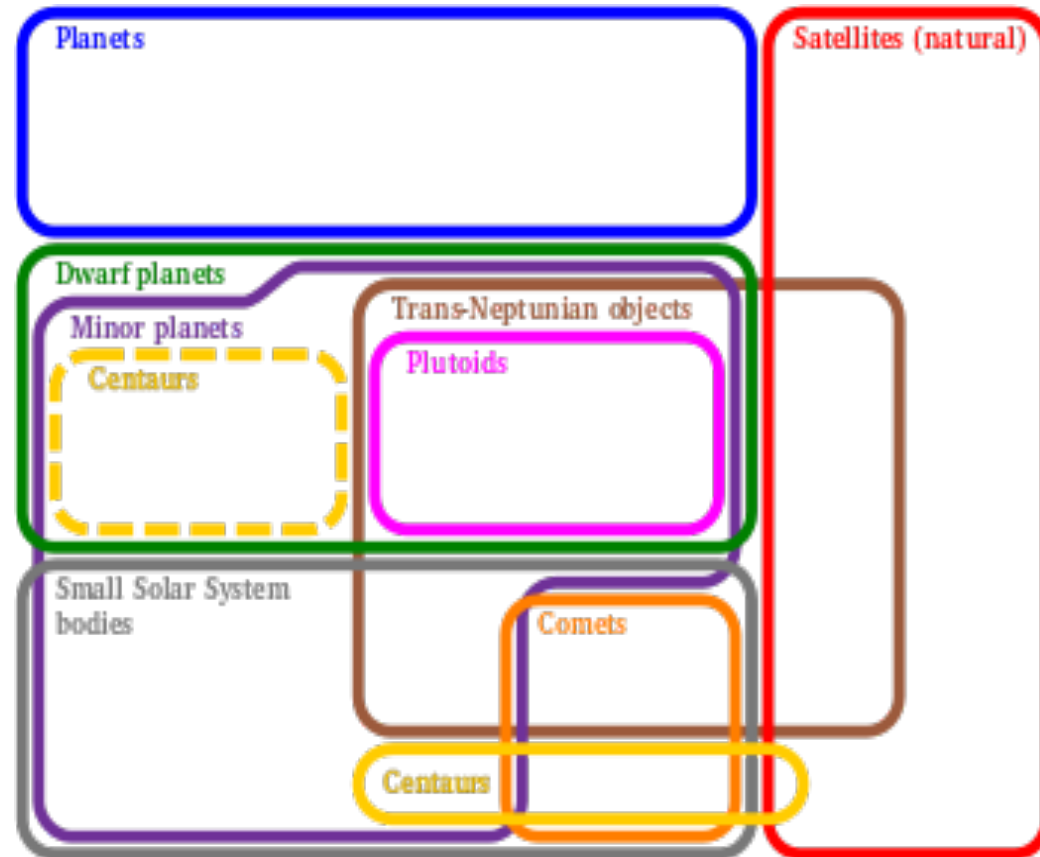 Planets
Satellites (natural)
Dwarf planets
Trans-Neptunian objects
Minor planets
Plutoids
Centaurs
Small Solar System
bodies
Comets
Centaurs